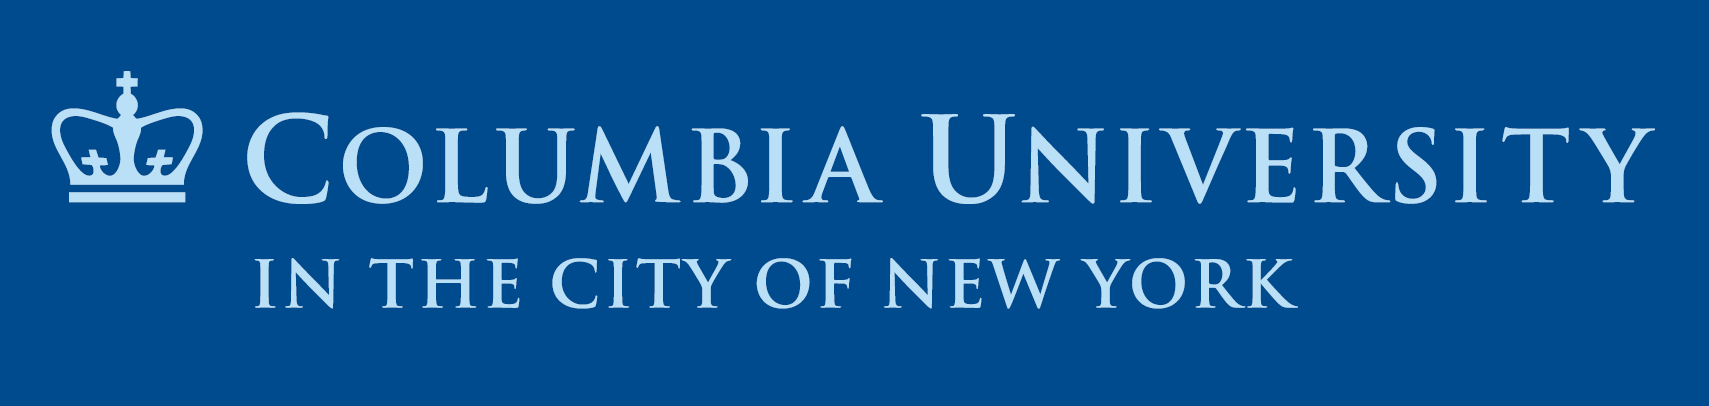 COLUMBIA UNIVERSITY
IN THE CITY OF NEW YORK